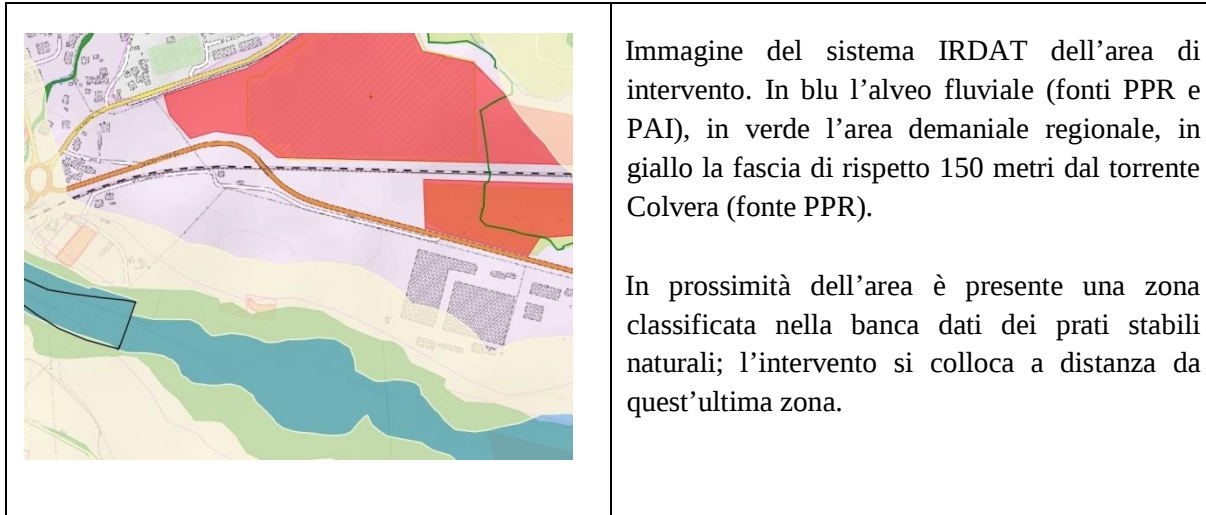 Immagine del sistema IRDAT dell’area di
intervento. In blu l’alveo fluviale (fonti PPR e
PAI), in verde l’area demaniale regionale, in
giallo la fascia di rispetto 150 metri dal torrente
Colvera (fonte PPR).
In prossimità dell’area è presente una zona
classificata nella banca dati dei prati stabili
naturali; l’intervento si colloca a distanza da
quest’ultima zona.